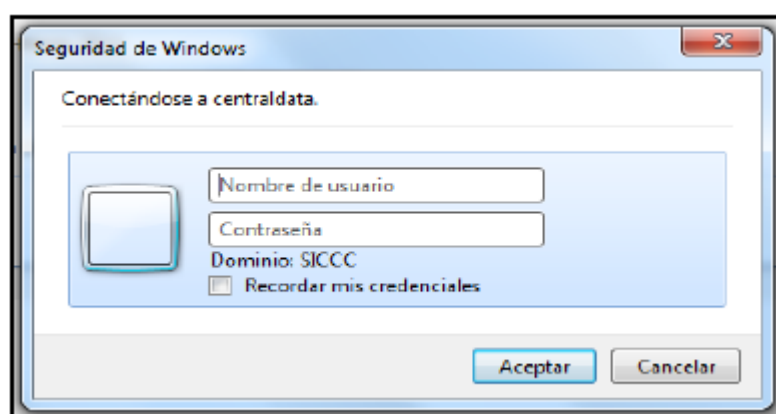 Seguridad de Windows
Conectándose a centraldata.
Nombre de usuario
Contraseña
Dominio: SICCC
Recordar mis credenciales
Aceptar
Cancelar